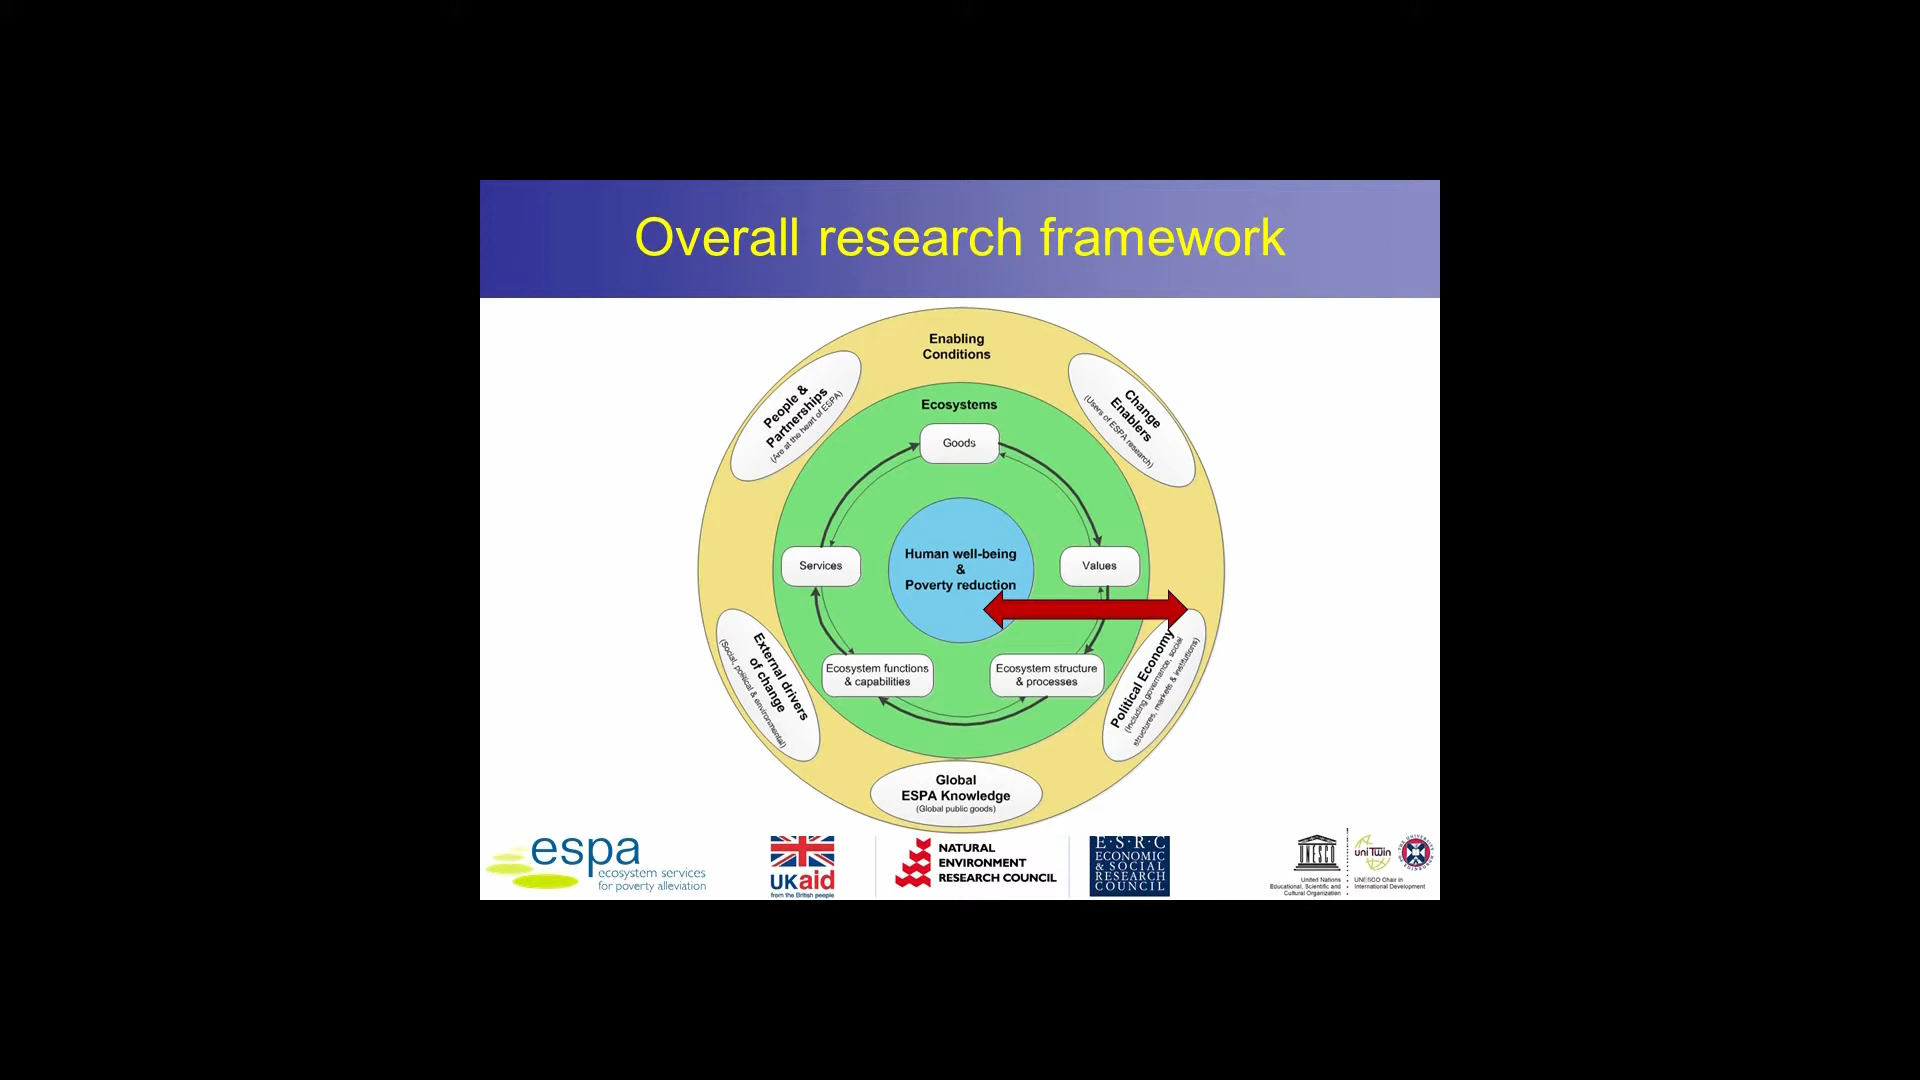 Overall research framework
Enabling
Conditions
People &
Partnerships
(Are at the heart of ESPA)
Change
Enablers
(Users of ESPA research)
Ecosystems
Goods
Services
Human well-being
&
Poverty reduction
Values
External drivers
of change
(Social, political & environmental)
Ecosystem functions
& capabilities
Ecosystem structure
& processes
Political Economy
(Including governance, social
structures, markets & institutions)
Global
ESPA Knowledge
(Global public goods)
espa
ecosystem services
for poverty alleviation
UKaid
from the British people
NATURAL
ENVIRONMENT
RESEARCH COUNCIL
E·S·R·C
ECONOMIC
& SOCIAL
RESEARCH
COUNCIL
UNESCO
United Nations
Educational, Scientific and
Cultural Organization
uniTwin
UNESCO Chair in
International Development